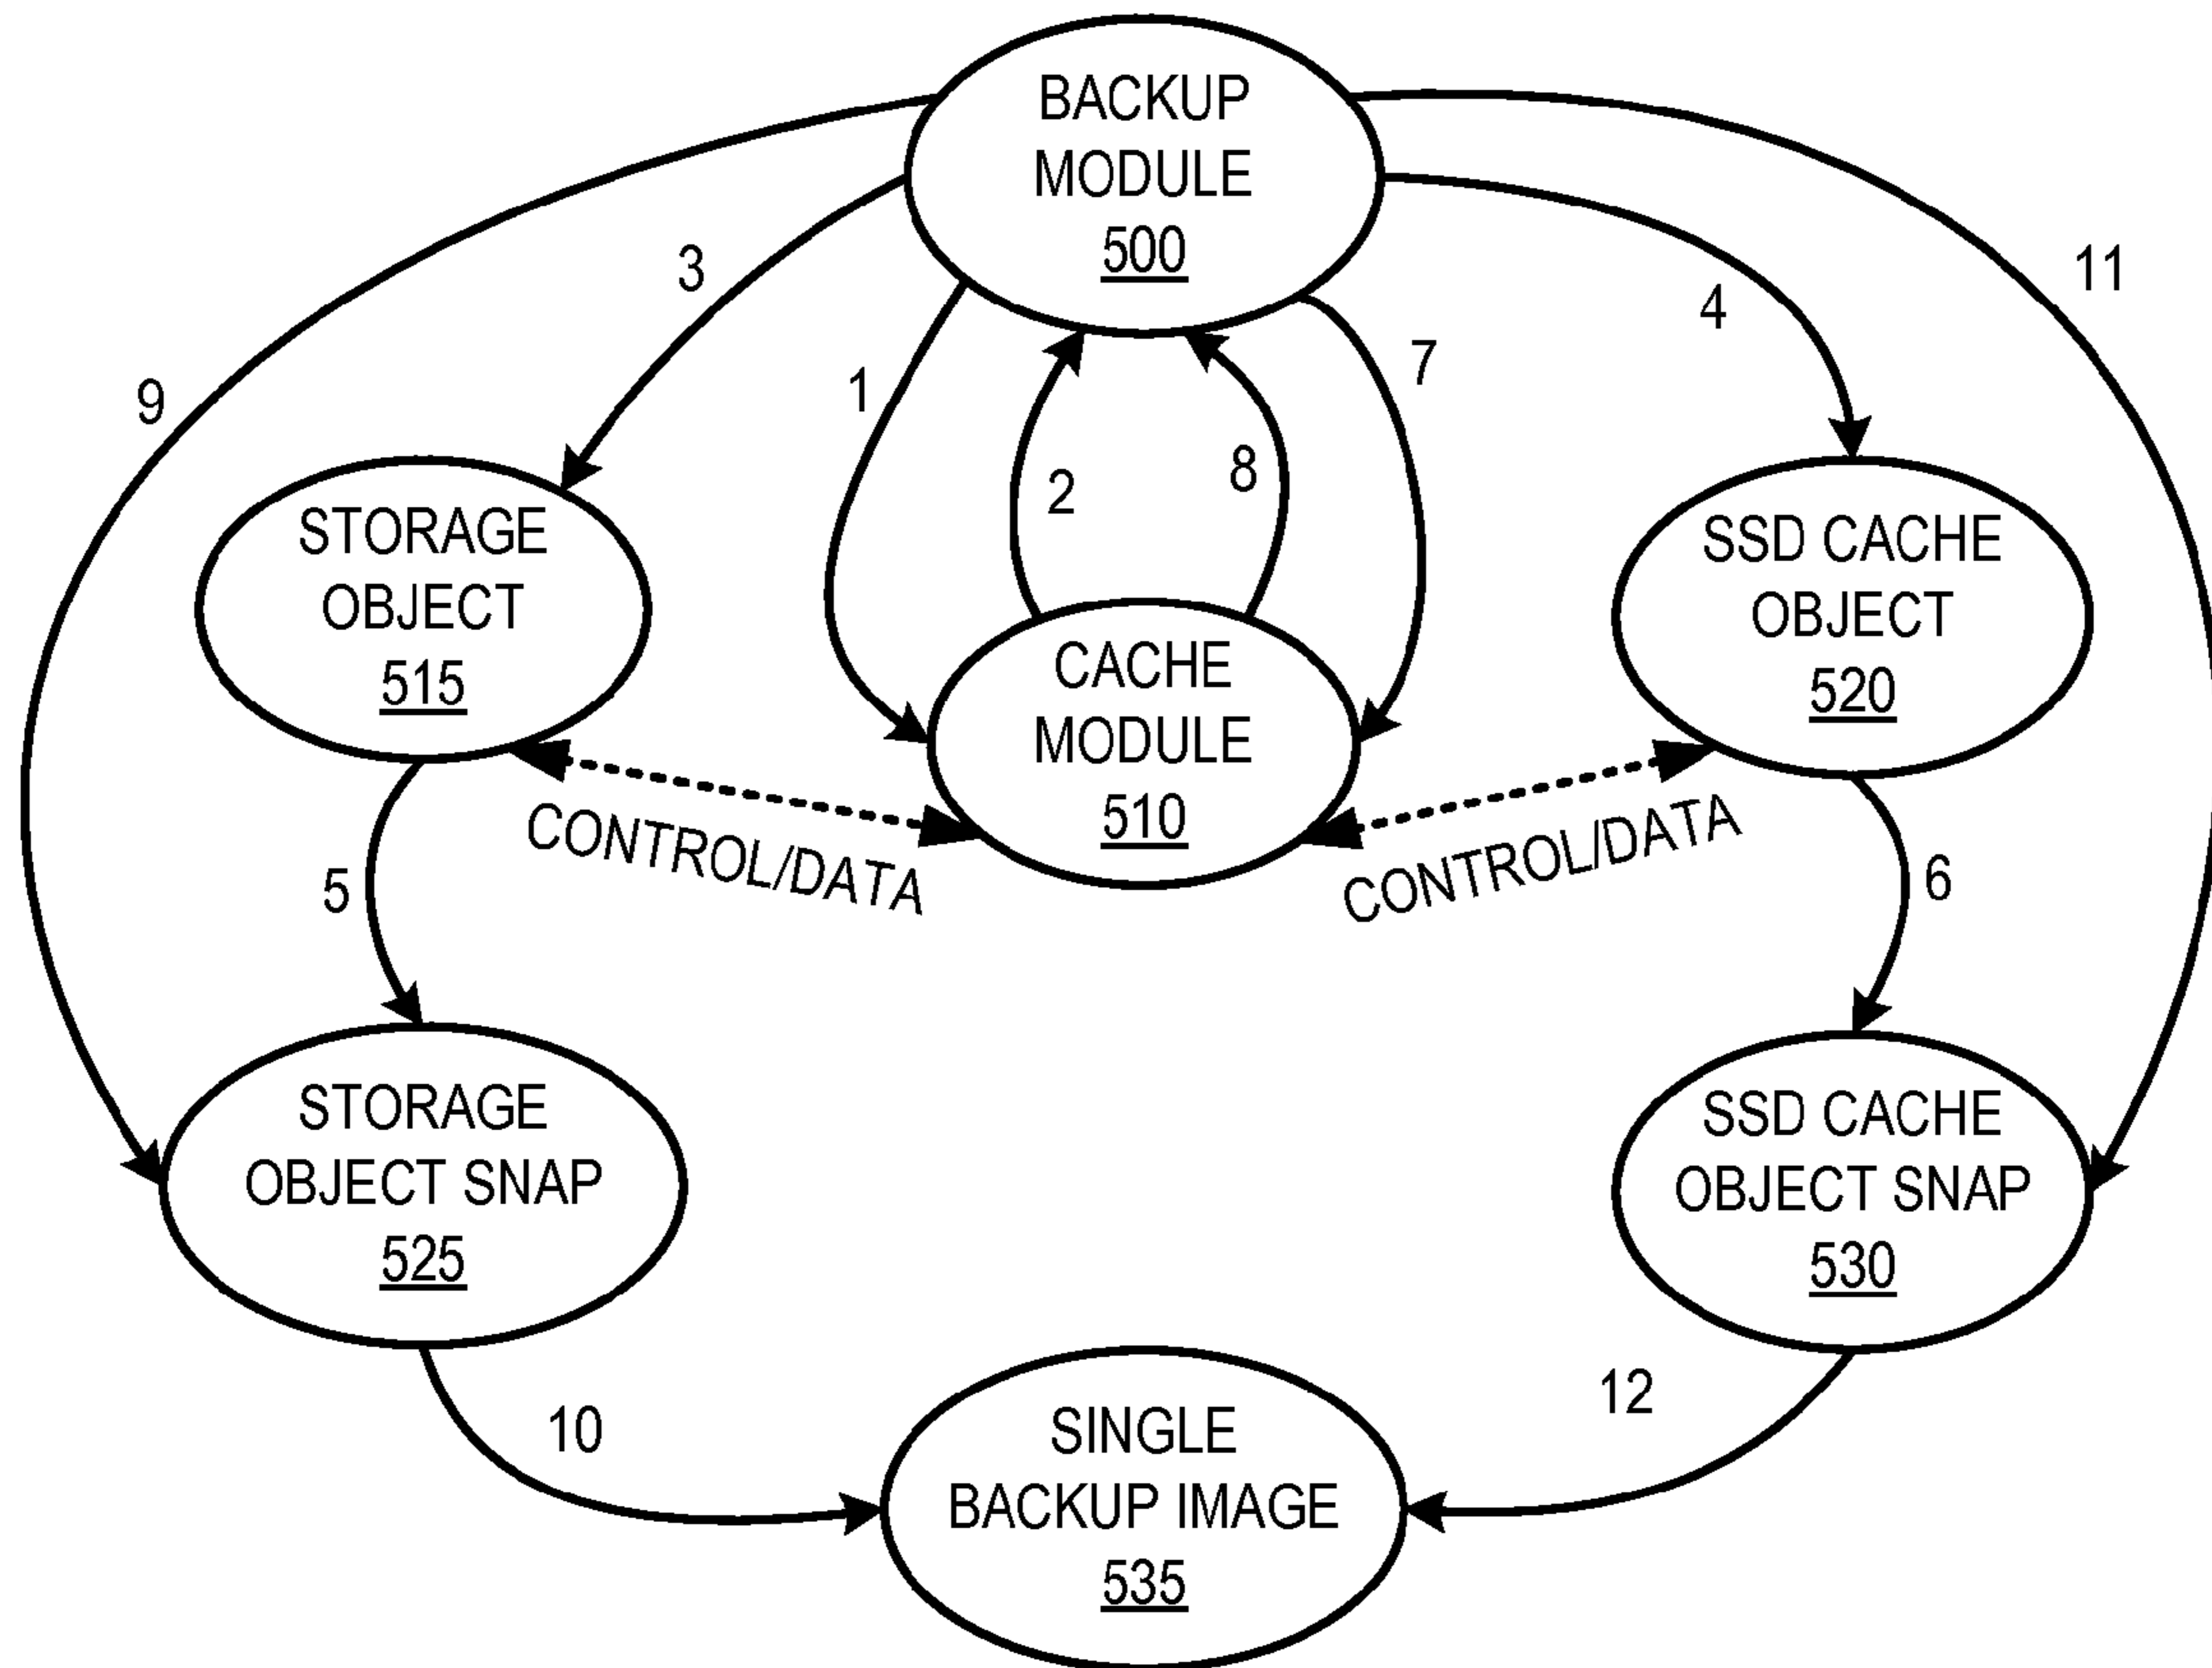 BACKUP
MODULE
500
11
3
4
7
9
1
8
2
STORAGE
OBJECT
515
SSD CACHE
OBJECT
520
CACHE
MODULE
510
CONTROL/DATA
CONTROL/DATA
5
6
STORAGE
OBJECT SNAP
525
SSD CACHE
OBJECT SNAP
530
10
12
SINGLE
BACKUP IMAGE
535